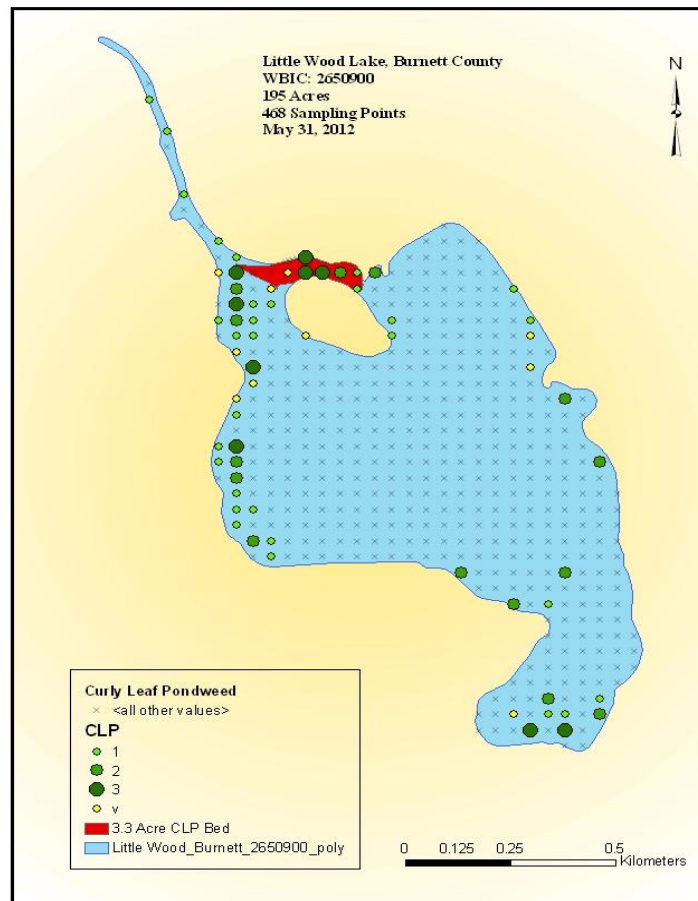 Little Wood Lake, Burnett County
WBIC: 2650900
195 Acres
468 Sampling Points
May 31, 2012
N
Curly Leaf Pondweed
<all other values>
CLP
1
2
3
v
3.3 Acre CLP Bed
Little Wood_Burnett_2650900_poly
0 0.125 0.25 0.5
Kilometers